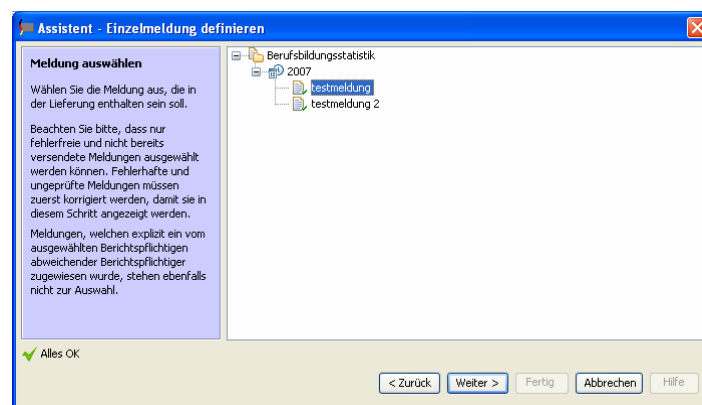 Assistent - Einzelmeldung definieren
Meldung auswählen
Wählen Sie die Meldung aus, die in
der Lieferung enthalten sein soll.
Beachten Sie bitte, dass nur
fehlerfreie und nicht bereits
versendete Meldungen ausgewählt
werden können. Fehlerhafte und
ungeprüfte Meldungen müssen
zuerst korrigiert werden, damit sie in
diesem Schritt angezeigt werden.
Meldungen, welchen explizit ein vom
ausgewählten Berichtspflichtigen
abweichender Berichtspflichtiger
zugewiesen wurde, stehen ebenfalls
nicht zur Auswahl.
Berufsbildungsstatistik
2007
testmeldung
testmeldung 2
Alles OK
< Zurück Weiter > Fertig Abbrechen Hilfe